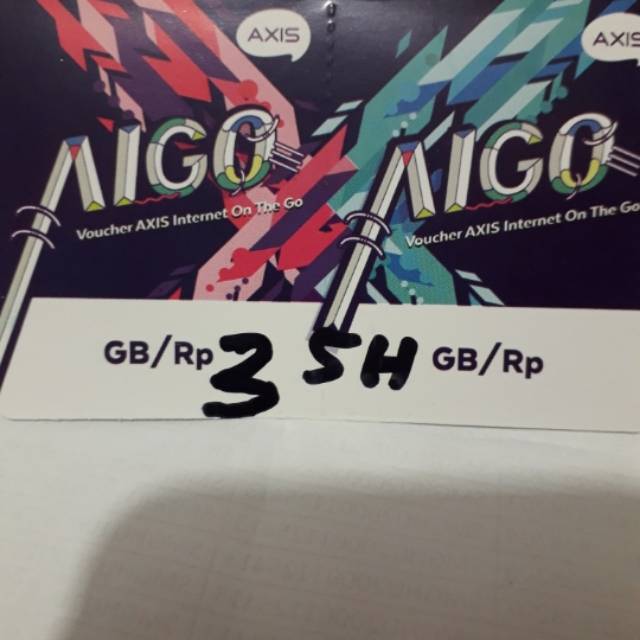 AXIS
AIGO
Voucher AXIS Internet On The Go
GB/Rp
AXIS
AIGO
Voucher AXIS Internet On The Go
GB/Rp
3 5H